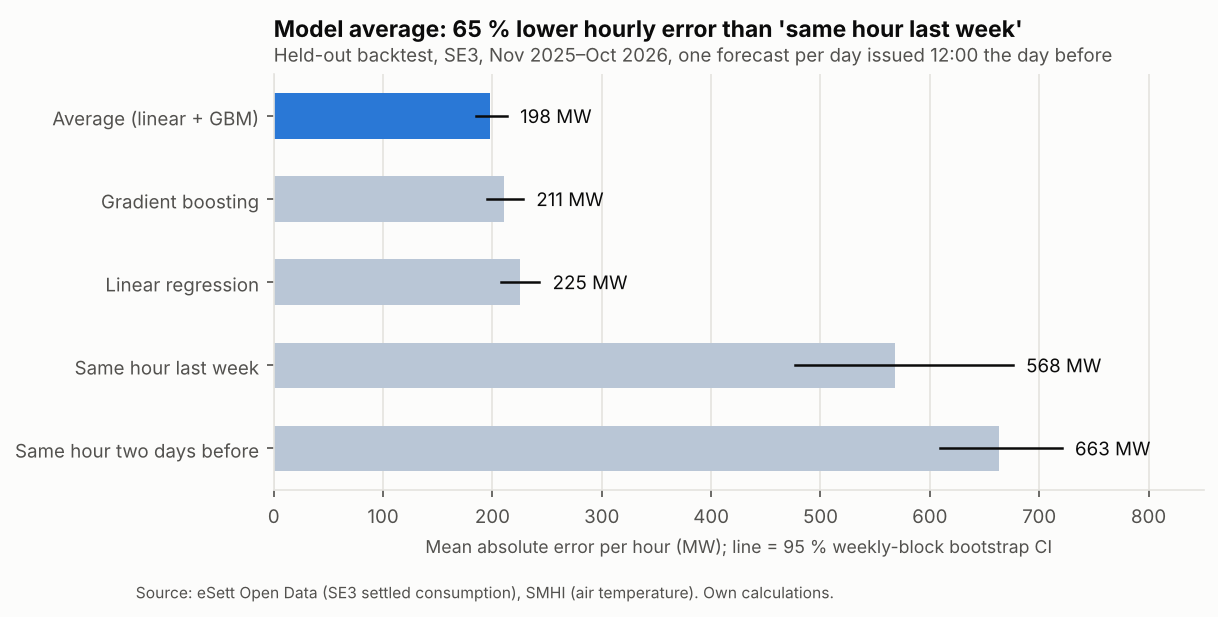 Model average: 65 % lower hourly error than 'same hour last week'
Held-out backtest, SE3, Nov 2025–Oct 2026, one forecast per day issued 12:00 the day before
Average (linear + GBM)
198 MW
Gradient boosting
211 MW
Linear regression
225 MW
Same hour last week
568 MW
Same hour two days before
663 MW
0 100 200 300 400 500 600 700 800
Mean absolute error per hour (MW); line = 95 % weekly-block bootstrap CI
Source: eSett Open Data (SE3 settled consumption), SMHI (air temperature). Own calculations.